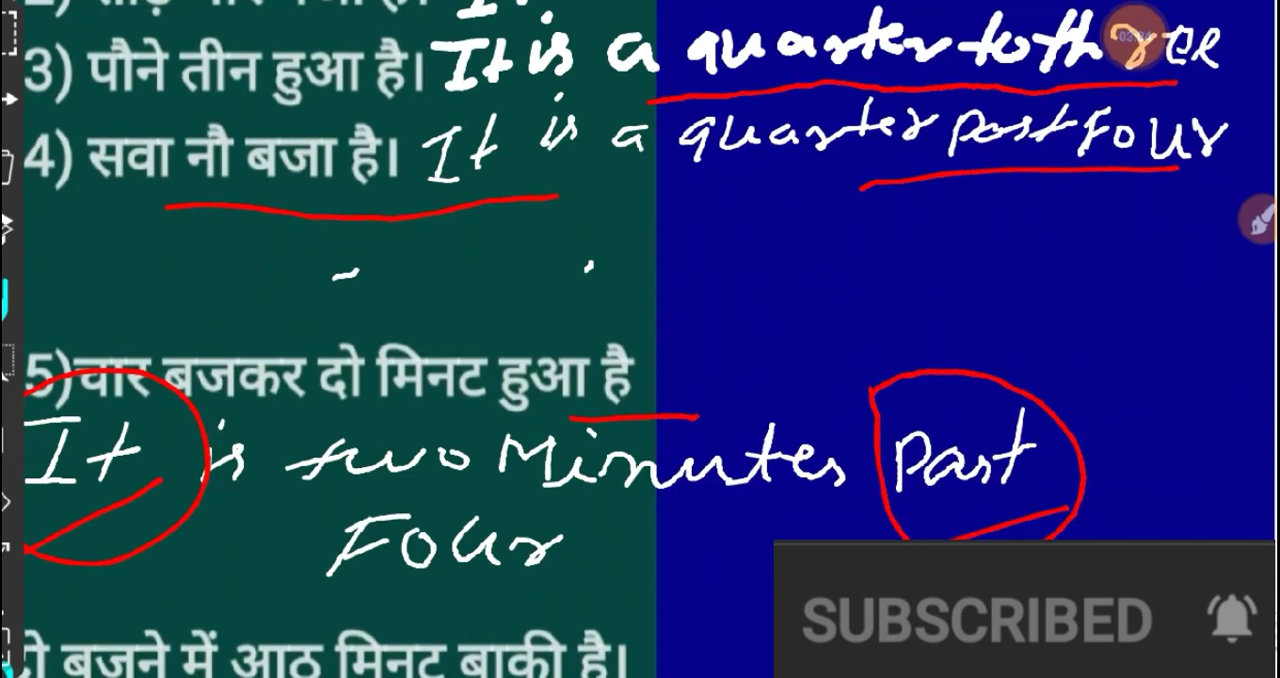 3) पौने तीन हुआ है। It is a quarter to three
4) सवा नौ बजा है। It is a quarter past Four
5)चार बजकर दो मिनट हुआ है
It is two Minutes Past
Four
बजने में आठ मिनट बाकी है।
SUBSCRIBED